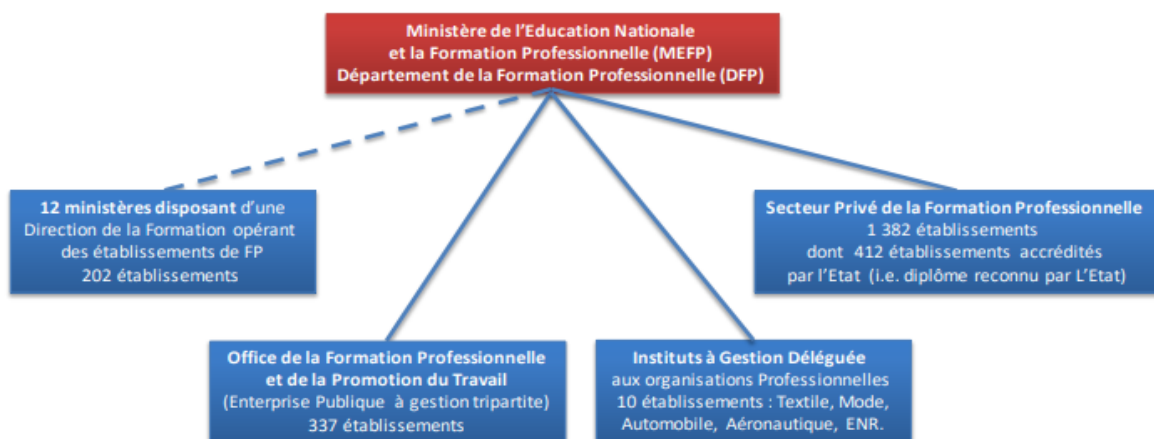 Ministère de l'Education Nationale
et la Formation Professionnelle (MEFP)
Département de la Formation Professionnelle (DFP)
12 ministères disposant d'une
Direction de la Formation opérant
des établissements de FP
202 établissements
Secteur Privé de la Formation Professionnelle
1 382 établissements
dont 412 établissements accrédités
par l'Etat (i.e. diplôme reconnu par L'Etat)
Office de la Formation Professionnelle
et de la Promotion du Travail
(Enterprise Publique à gestion tripartite)
337 établissements
Instituts à Gestion Déléguée
aux organisations Professionnelles
10 établissements : Textile, Mode,
Automobile, Aéronautique, ENR.